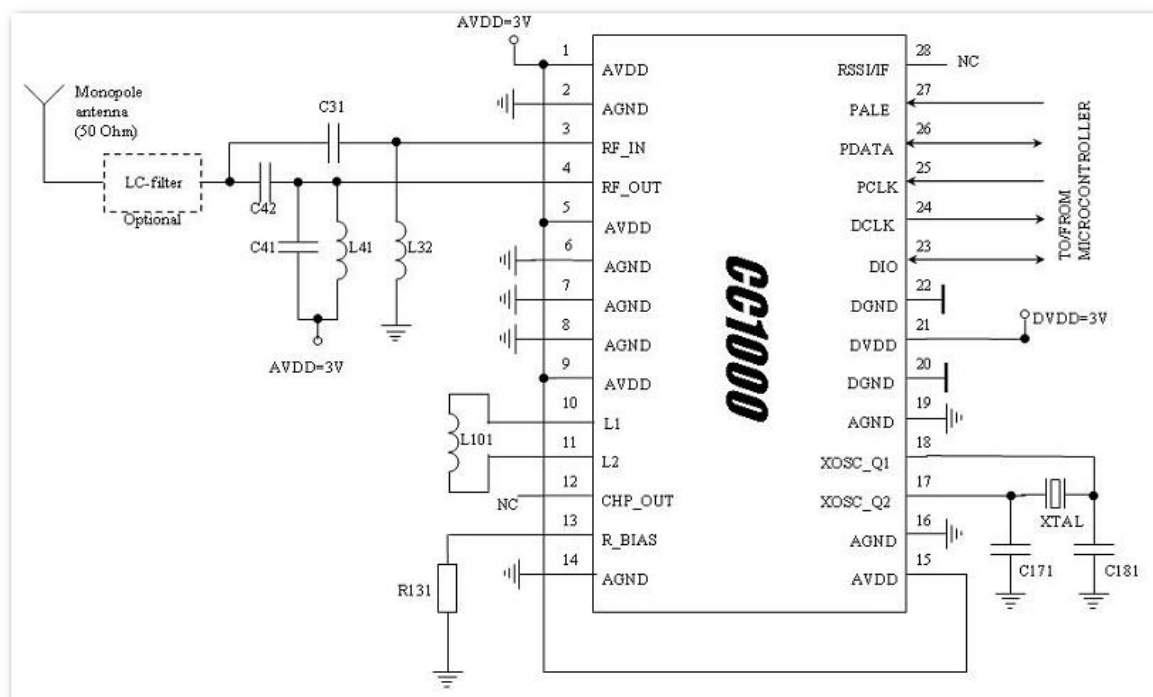 AVDD=3V
Monopole
antenna
(50 Ohm)
LC-filter
Optional
C31
C42
C41
L41
L32
AVDD=3V
L101
NC
R131
1
AVDD
2
AGND
3
RF_IN
4
RF_OUT
5
AVDD
6
AGND
7
AGND
8
AGND
9
AVDD
10
L1
11
L2
12
CHP_OUT
13
R_BIAS
14
AGND
CC1000
28
RSSI/IF
NC
27
PALE
26
PDATA
25
PCLK
24
DCLK
23
DIO
TO/FROM
MICROCONTROLLER
22
DGND
21
DVDD
DVDD=3V
20
DGND
19
AGND
18
XOSC_Q1
17
XOSC_Q2
XTAL
16
AGND
15
AVDD
C171
C181